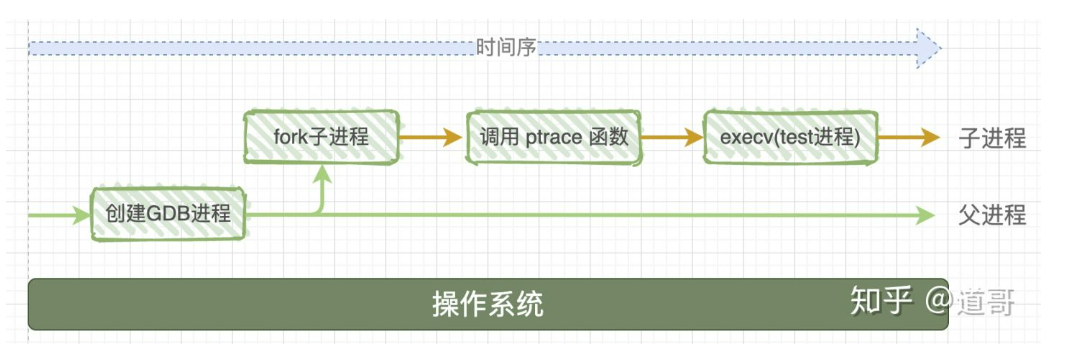 时间序
fork子进程
调用 ptrace 函数
execv(test进程)
子进程
创建GDB进程
父进程
操作系统
知乎 @道哥